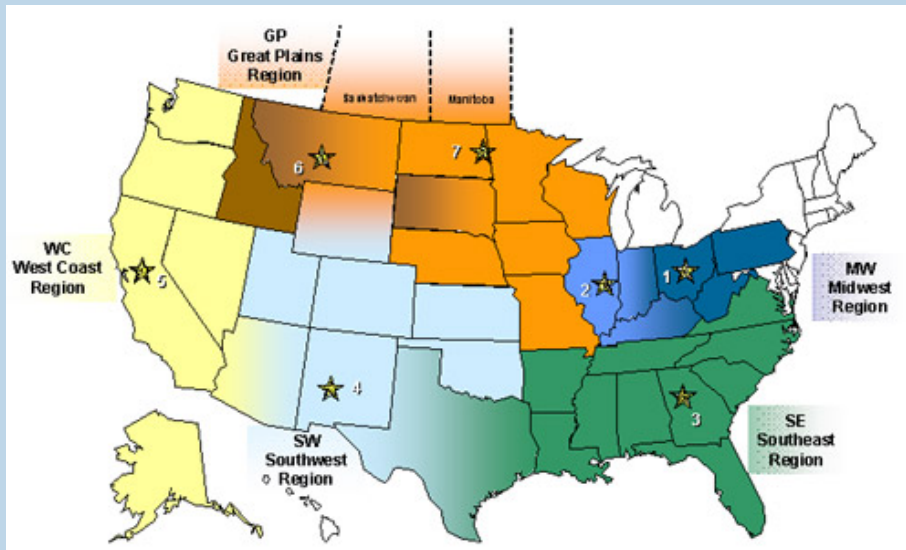 GP
Great Plains
Region
Saskatchewan
Manitoba
6
7
WC
West Coast
Region
5
2
1
MW
Midwest
Region
4
3
SW
Southwest
Region
SE
Southeast
Region